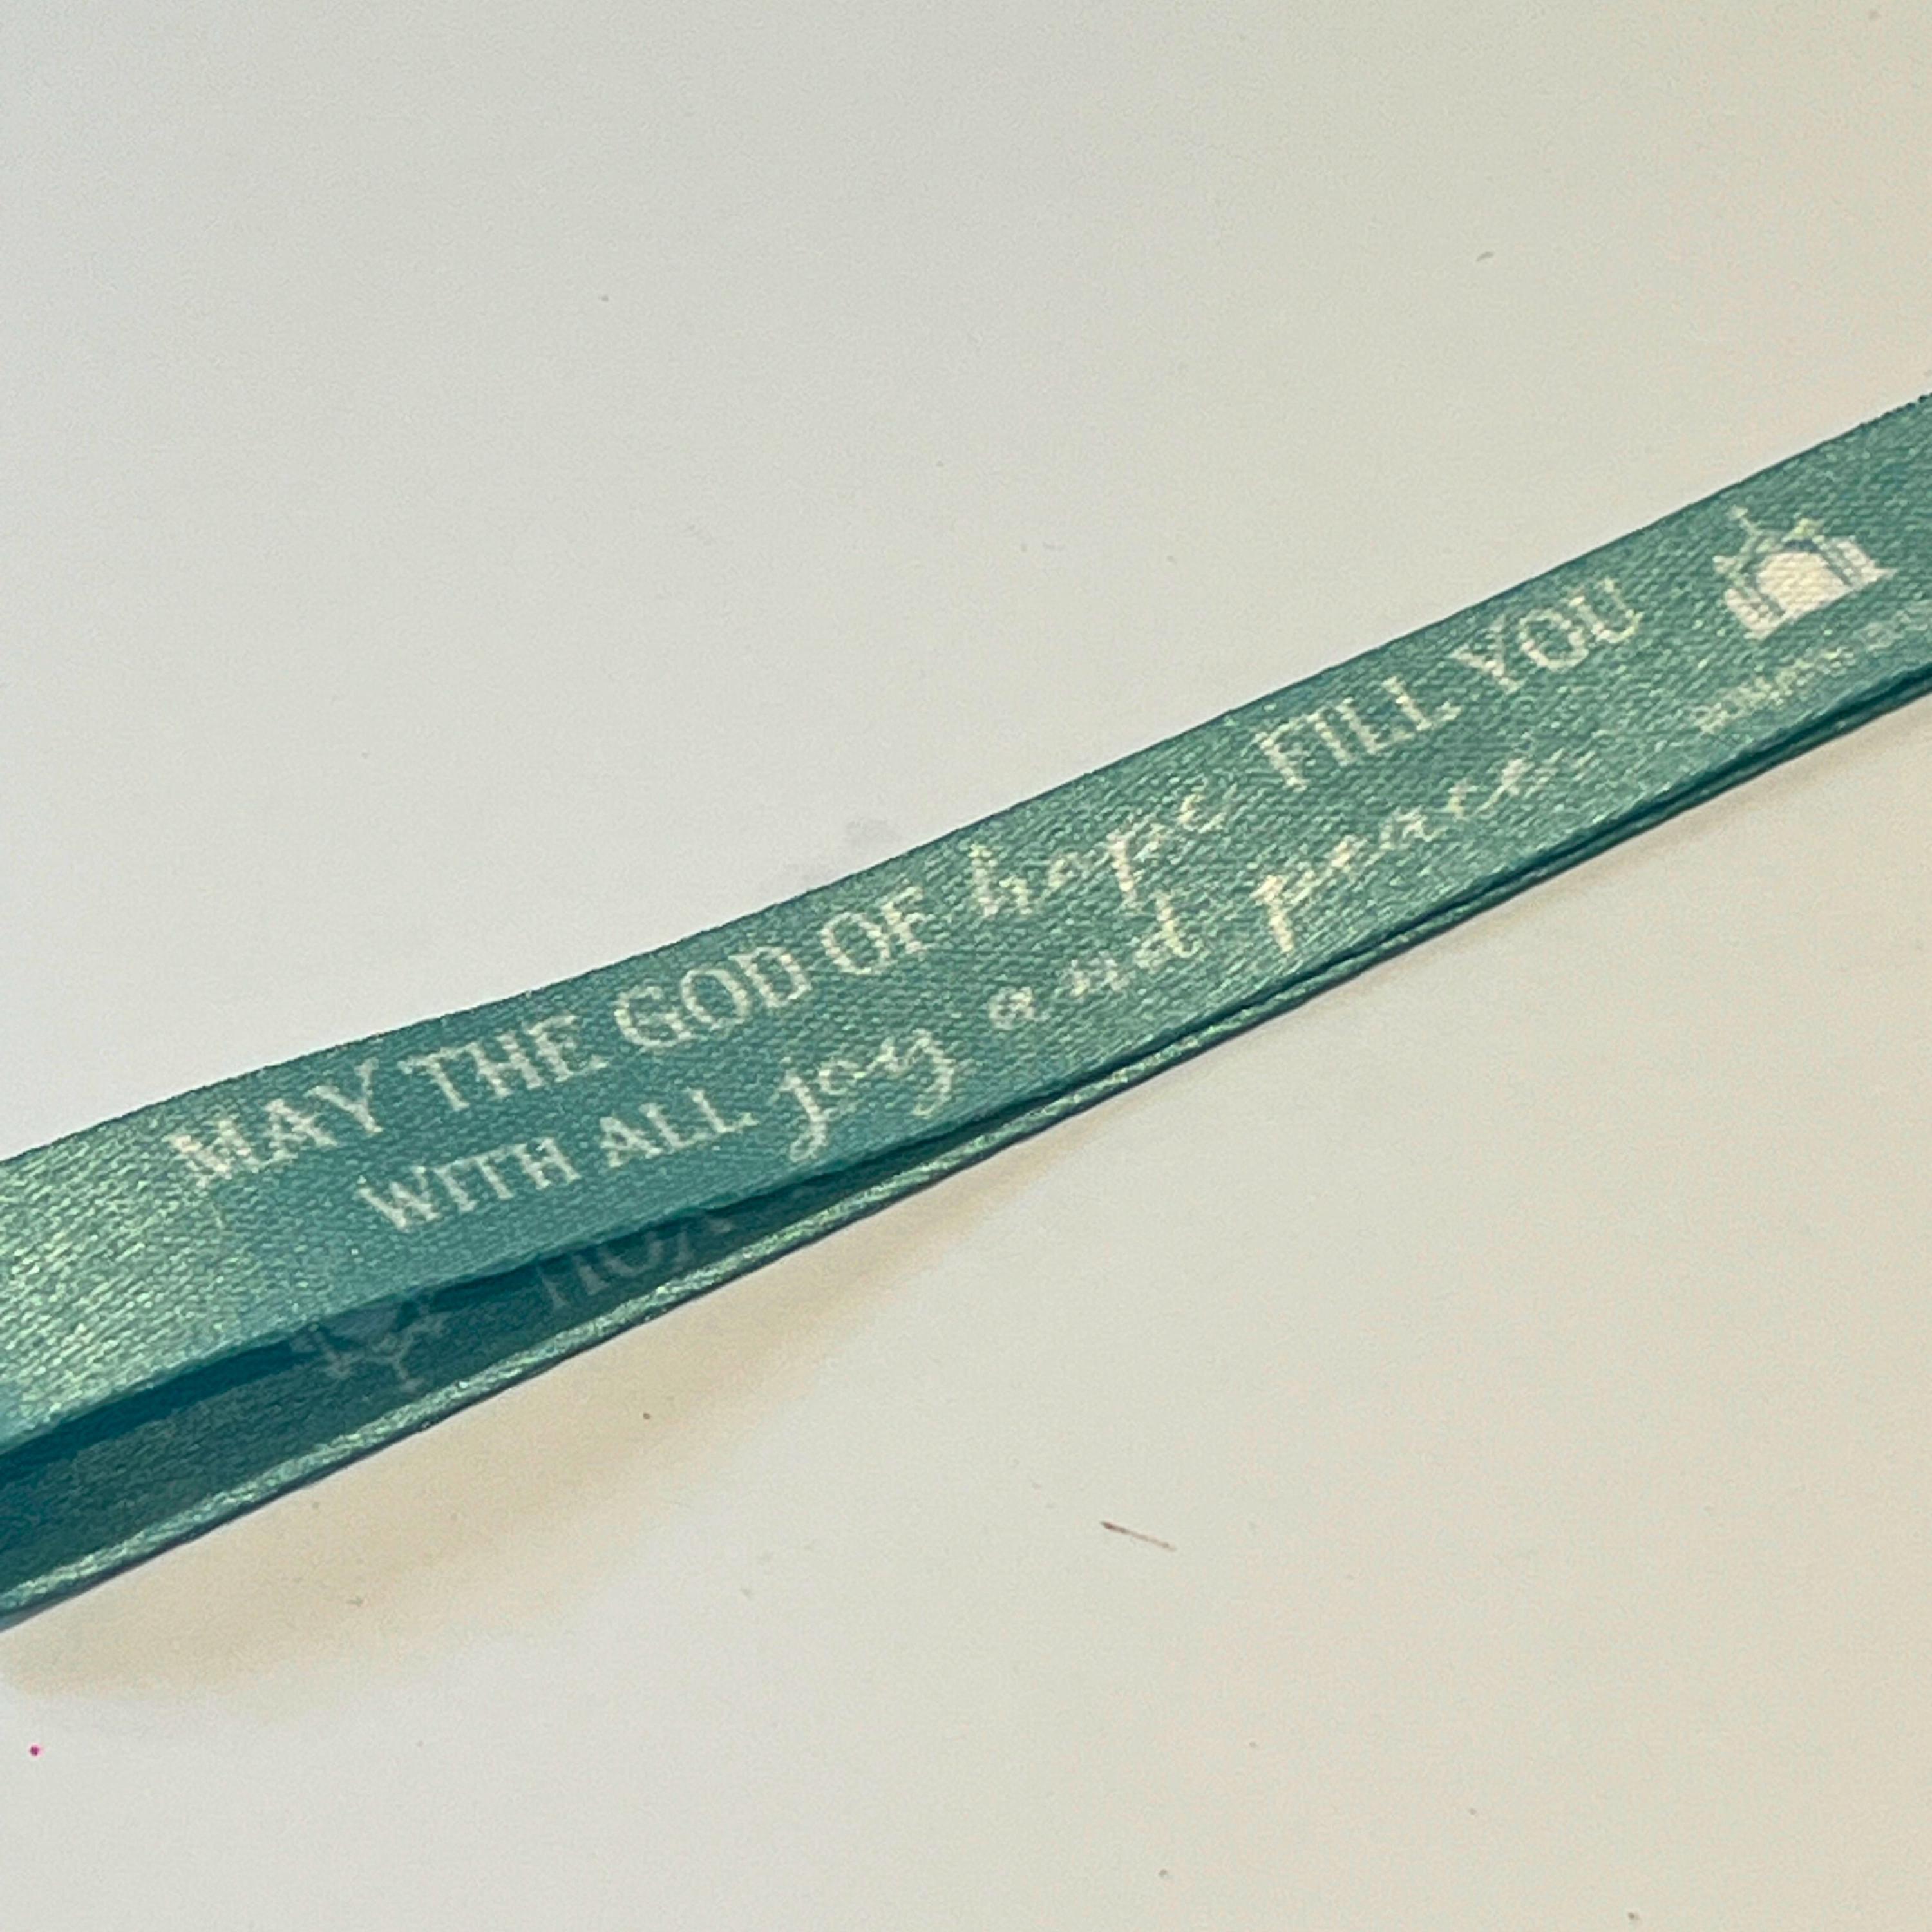 MAY THE GOD OF hope FILL YOU
WITH ALL joy and peace